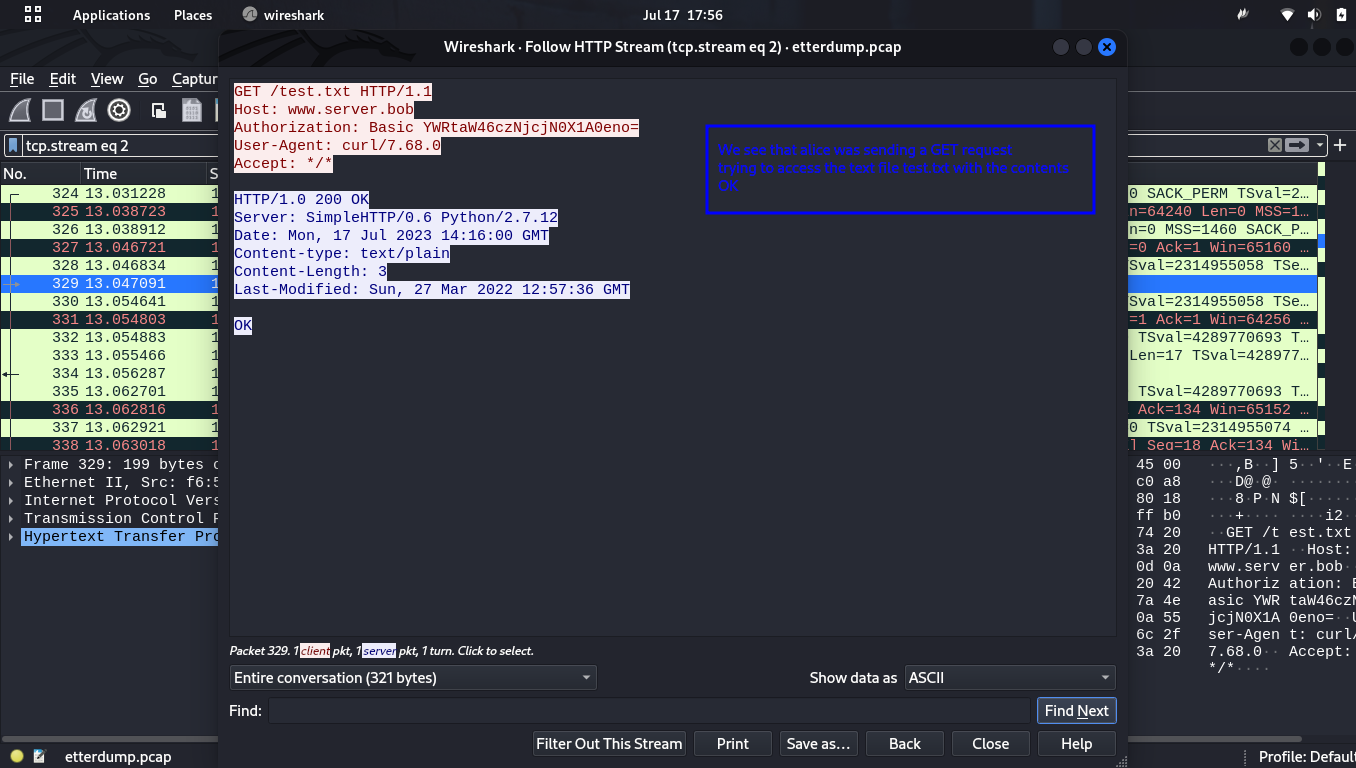 Applications Places wireshark Jul 17 17:56
Wireshark · Follow HTTP Stream (tcp.stream eq 2) · etterdump.pcap
File Edit View Go Captur
tcp.stream eq 2
No. Time S
324 13.031228 1
325 13.038723 1
326 13.038912 1
327 13.046721 1
328 13.046834 1
329 13.047091 1
330 13.054641 1
331 13.054803 1
332 13.054883 1
333 13.055466 1
334 13.056287 1
335 13.062701 1
336 13.062816 1
337 13.062921 1
338 13.063018 1
GET /test.txt HTTP/1.1
Host: www.server.bob
Authorization: Basic YWRtaW46czNjcjN0X1A0eno=
User-Agent: curl/7.68.0
Accept: */*
HTTP/1.0 200 OK
Server: SimpleHTTP/0.6 Python/2.7.12
Date: Mon, 17 Jul 2023 14:16:00 GMT
Content-type: text/plain
Content-Length: 3
Last-Modified: Sun, 27 Mar 2022 12:57:36 GMT
OK
We see that alice was sending a GET request
trying to access the text file test.txt with the contents
OK
0 SACK_PERM TSval=2…
n=64240 Len=0 MSS=1…
n=0 MSS=1460 SACK_P…
=0 Ack=1 Win=65160 …
TSval=2314955058 TSe…
TSval=2314955058 TSe…
=1 Ack=1 Win=64256 …
TSval=4289770693 T…
Len=17 TSval=428977…
TSval=4289770693 T…
Ack=134 Win=65152 …
0 TSval=2314955074 …
Seq=18 Ack=134 Wi…
Frame 329: 199 bytes
Ethernet II, Src: f6:5
Internet Protocol Vers
Transmission Control P
Hypertext Transfer Pro
45 00 ···,B··]5··'··E
c0 a8 ···D@·@·········
80 18 ···8·P·N $[······
ff b0 ···+··· ····i2··
74 20 ··GET /t est.txt
3a 20 HTTP/1.1 ··Host:
0d 0a www.serv er.bob··
20 42 Authoriz ation: B
7a 4e asic YWR taW46czN
0a 55 jcjN0X1A 0eno=··U
6c 2f ser-Agen t: curl/
3a 20 7.68.0·· Accept:
*/*····
Packet 329. 1 client pkt, 1 server pkt, 1 turn. Click to select.
Entire conversation (321 bytes) Show data as ASCII
Find: Find Next
Filter Out This Stream Print Save as… Back Close Help
etterdump.pcap Profile: Default